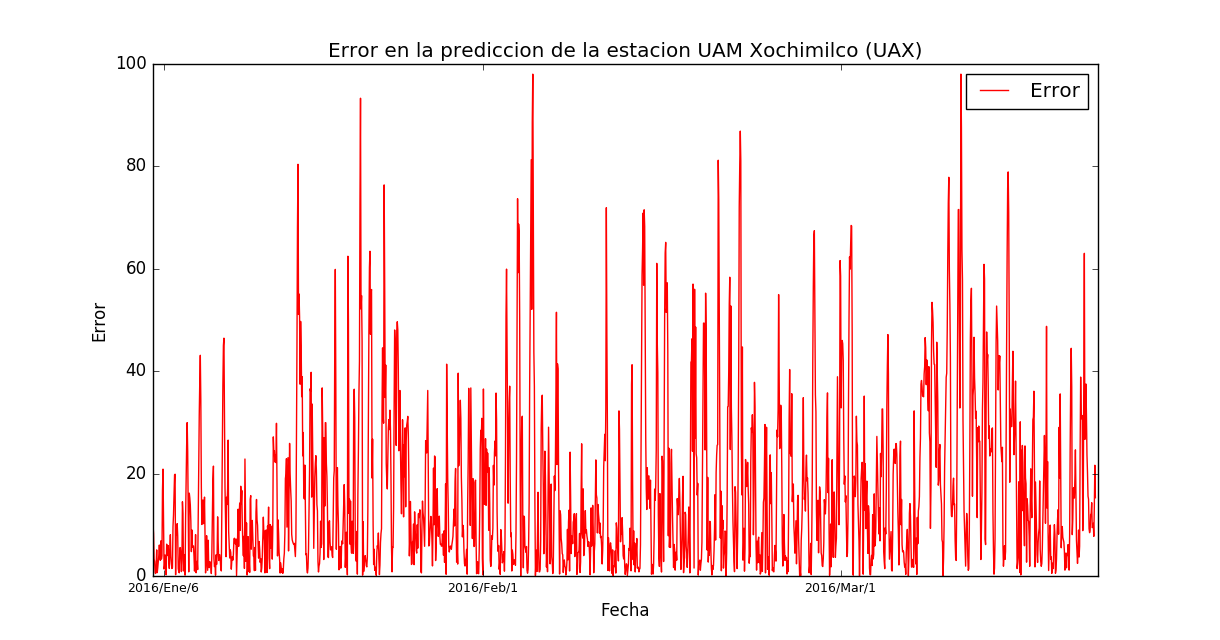 Error en la prediccion de la estacion UAM Xochimilco (UAX)
100
80
60
40
20
0
Error
Error
2016/Ene/6 2016/Feb/1 2016/Mar/1
Fecha